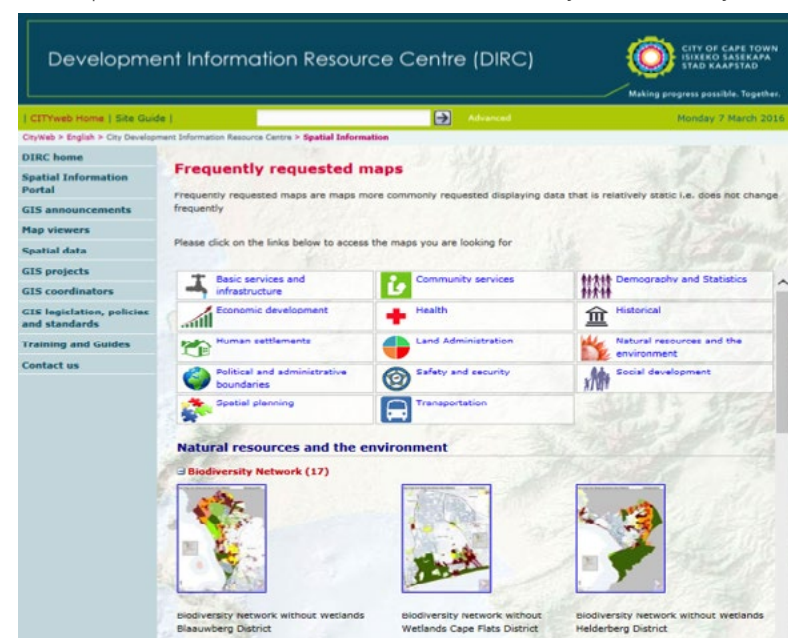 Development Information Resource Centre (DIRC)
CITY OF CAPE TOWN
ISIXEKO SASEKAPA
STAD KAAPSTAD
Making progress possible. Together.
| CITYweb Home | Site Guide |
Advanced
Monday 7 March 2016
CityWeb > English > City Development Information Resource Centre > Spatial Information
DIRC home
Spatial Information
Portal
GIS announcements
Map viewers
Spatial data
GIS projects
GIS coordinators
GIS legislation, policies
and standards
Training and Guides
Contact us
Frequently requested maps
Frequently requested maps are maps more commonly requested displaying data that is relatively static i.e. does not change
frequently
Please click on the links below to access the maps you are looking for
Basic services and
infrastructure
Community services
Demography and Statistics
Economic development
Health
Historical
Human settlements
Land Administration
Natural resources and the
environment
Political and administrative
boundaries
Safety and security
Social development
Spatial planning
Transportation
Natural resources and the environment
Biodiversity Network (17)
Biodiversity Network without Wetlands
Blaauwberg District
Biodiversity Network without
Wetlands Cape Flats District
Biodiversity Network without Wetlands
Helderberg District